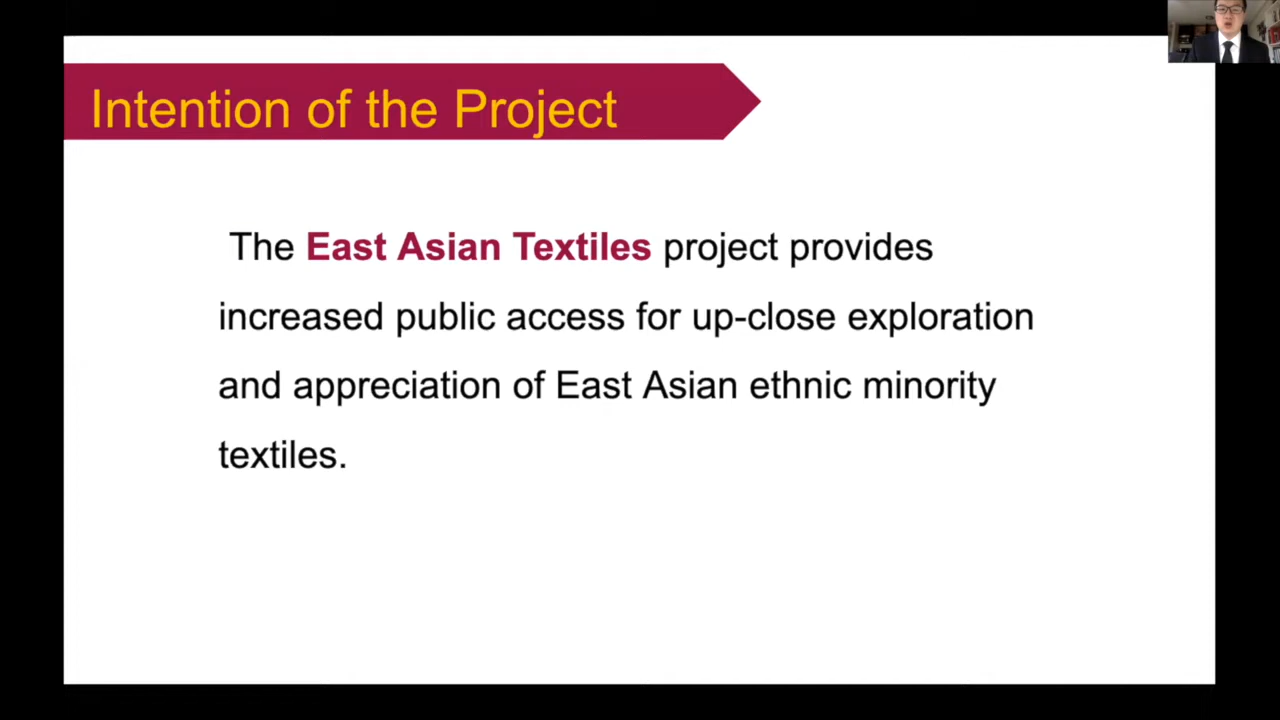 Intention of the Project
The East Asian Textiles project provides
increased public access for up-close exploration
and appreciation of East Asian ethnic minority
textiles.